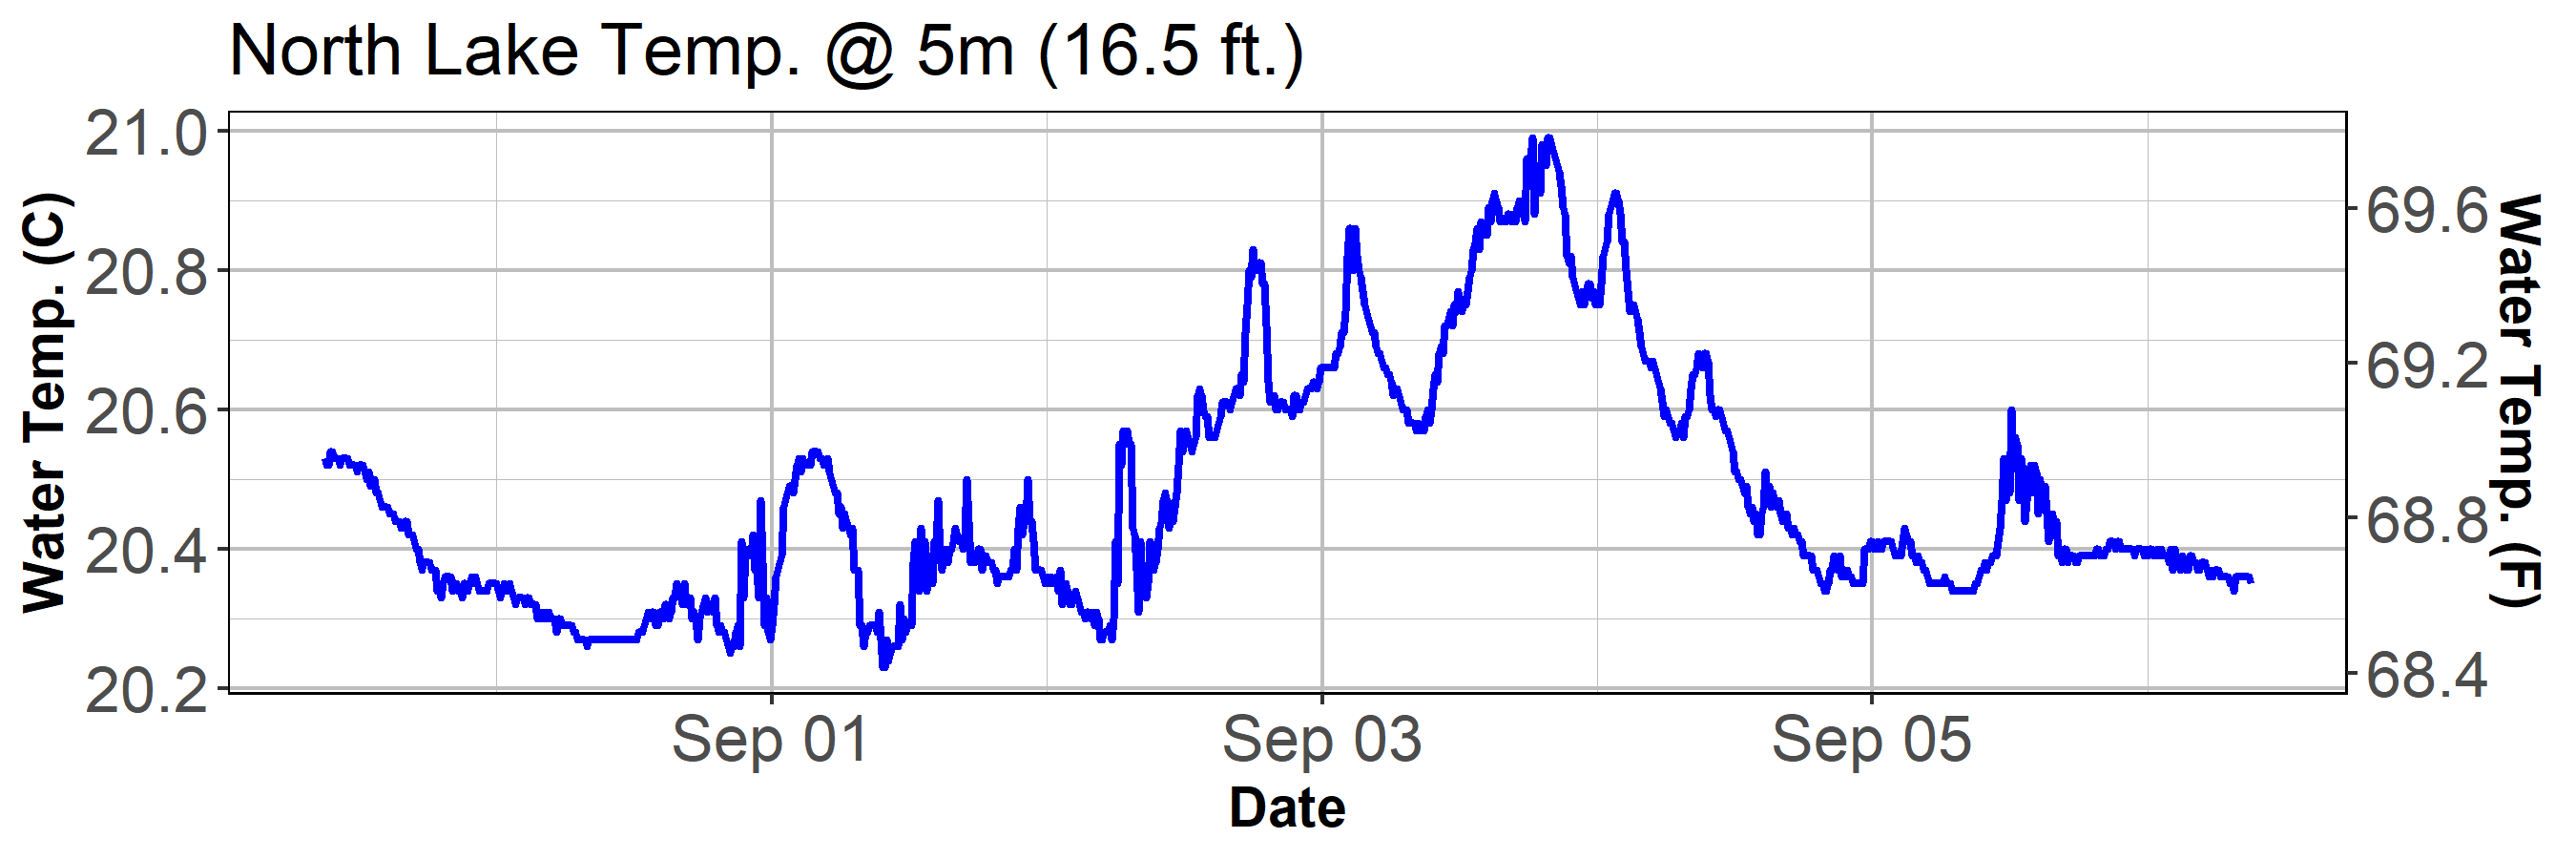 North Lake Temp. @ 5m (16.5 ft.)
Water Temp. (C)
21.0
20.8
20.6
20.4
20.2
69.6
69.2
68.8
68.4
Water Temp. (F)
Sep 01
Sep 03
Sep 05
Date